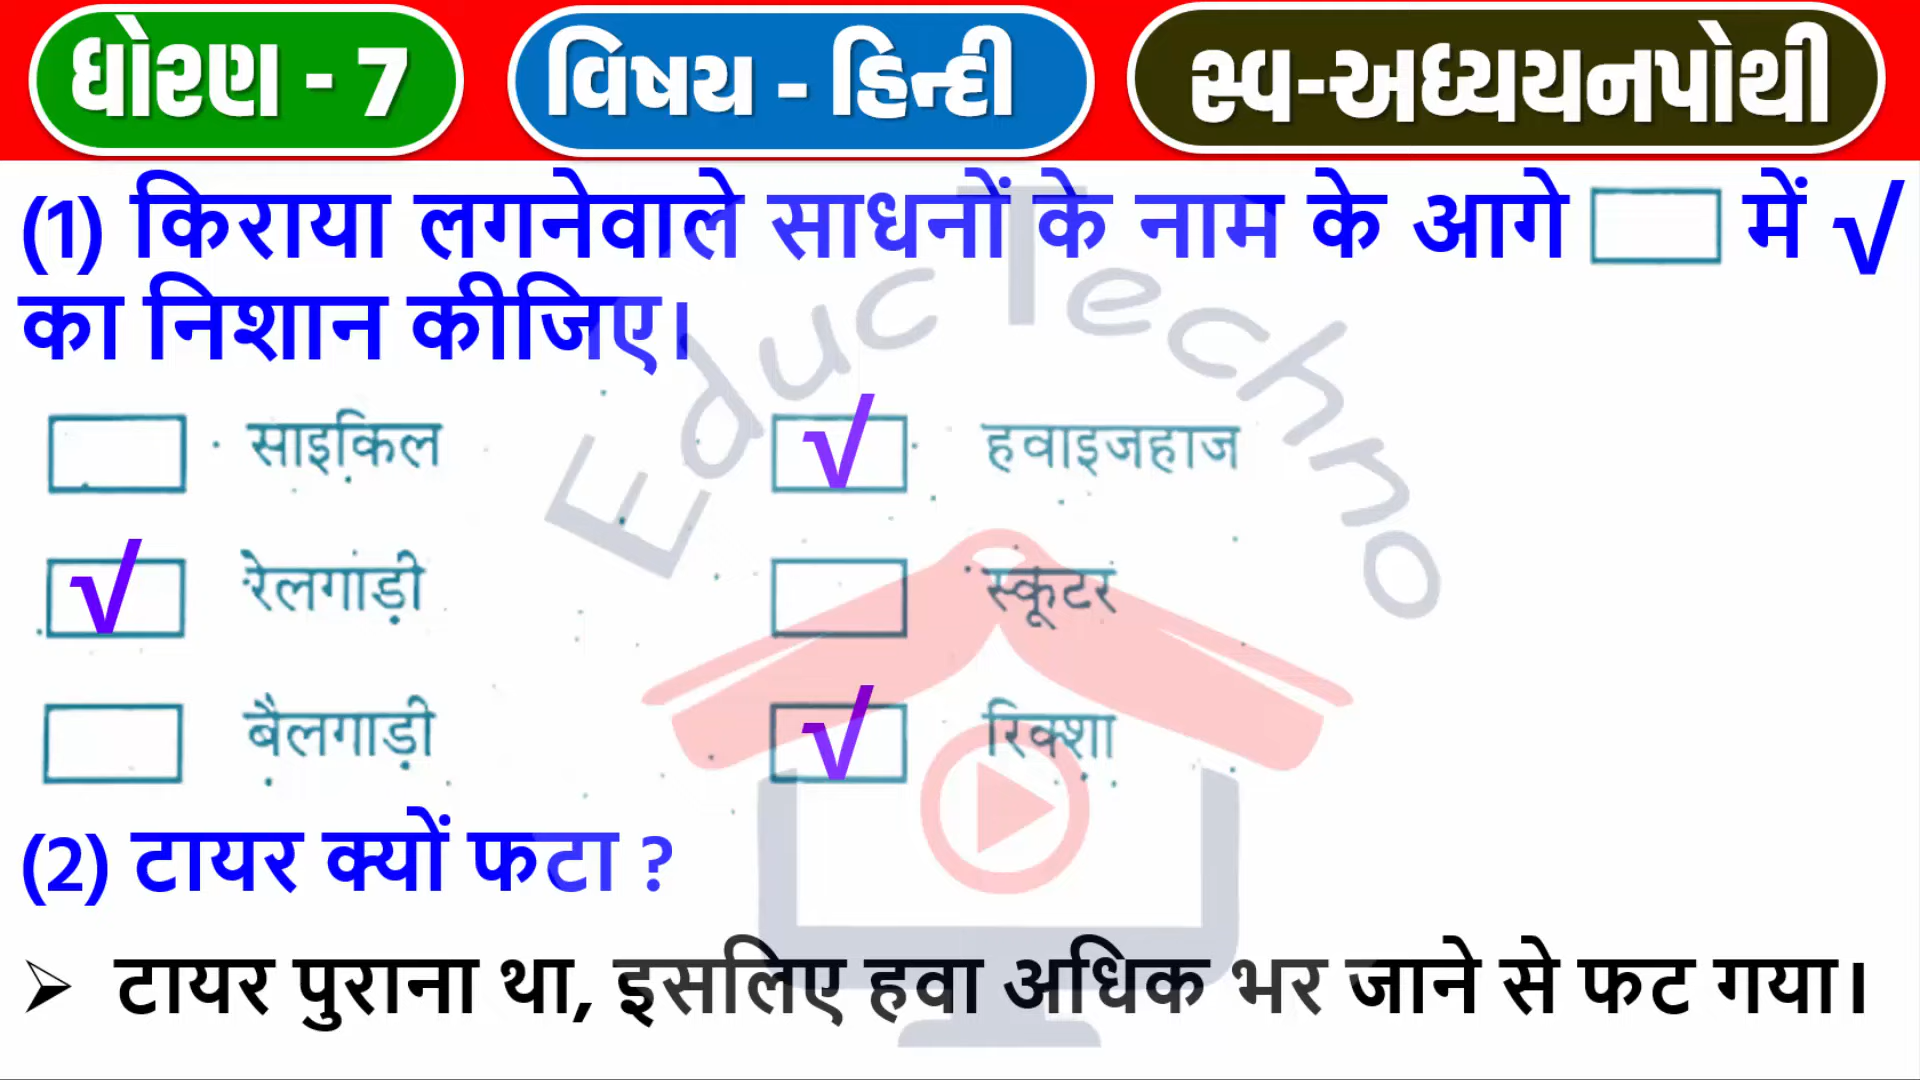 ધોરણ - 7 વિષય - હિન્દી સ્વ-અધ્યયનપોથી
(1) किराया लगनेवाले साधनों के नाम के आगे में √
का निशान कीजिए।
साइकिल √ हवाइजहाज
√ रेलगाड़ी स्कूटर
बैलगाड़ी √ रिक्शा
(2) टायर क्यों फटा ?
➢ टायर पुराना था, इसलिए हवा अधिक भर जाने से फट गया।
EducTechno